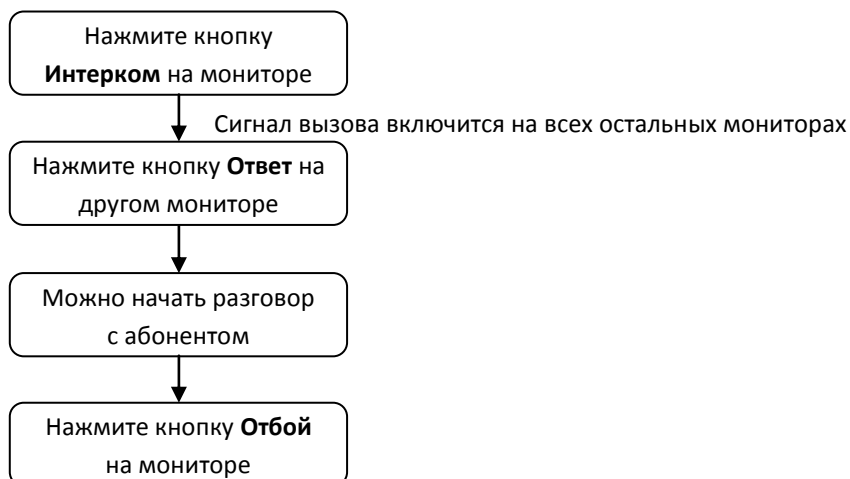 Нажмите кнопку
Интерком на мониторе
Сигнал вызова включится на всех остальных мониторах
Нажмите кнопку Ответ на
другом мониторе
Можно начать разговор
с абонентом
Нажмите кнопку Отбой
на мониторе